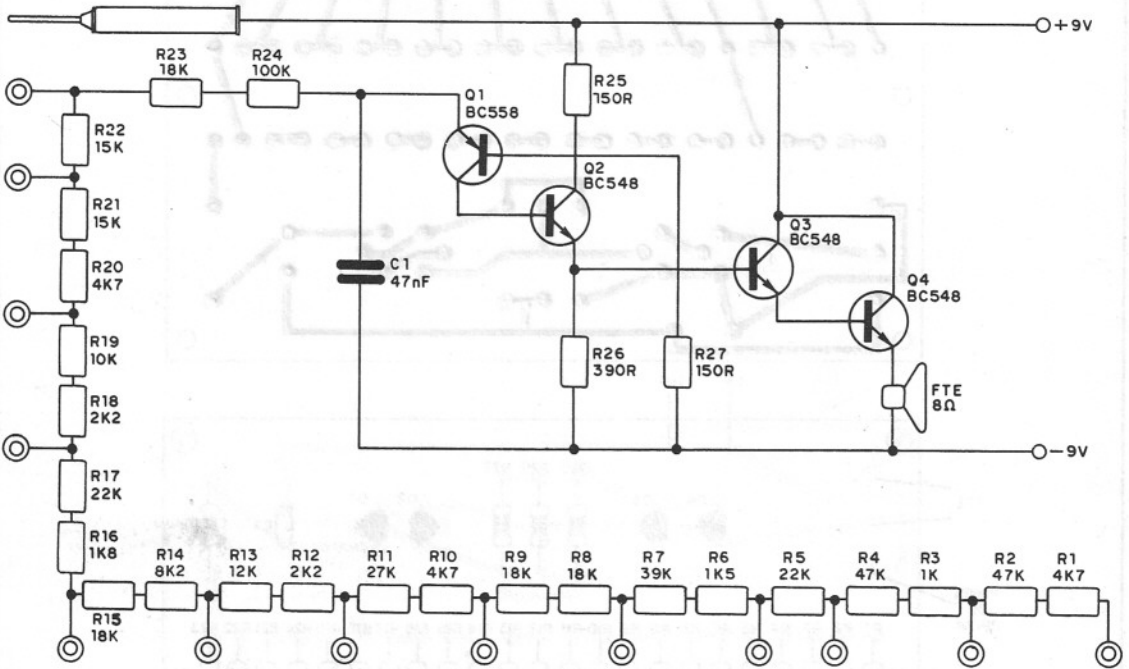 +9V
R23
18K
R24
100K
R25
150R
Q1
BC558
R22
15K
Q2
BC548
R21
15K
Q3
BC548
R20
4K7
C1
47nF
Q4
BC548
R19
10K
R26
390R
R27
150R
FTE
8Ω
R18
2K2
-9V
R17
22K
R16
1K8
R14
8K2
R13
12K
R12
2K2
R11
27K
R10
4K7
R9
18K
R8
18K
R7
39K
R6
1K5
R5
22K
R4
47K
R3
1K
R2
47K
R1
4K7
R15
18K